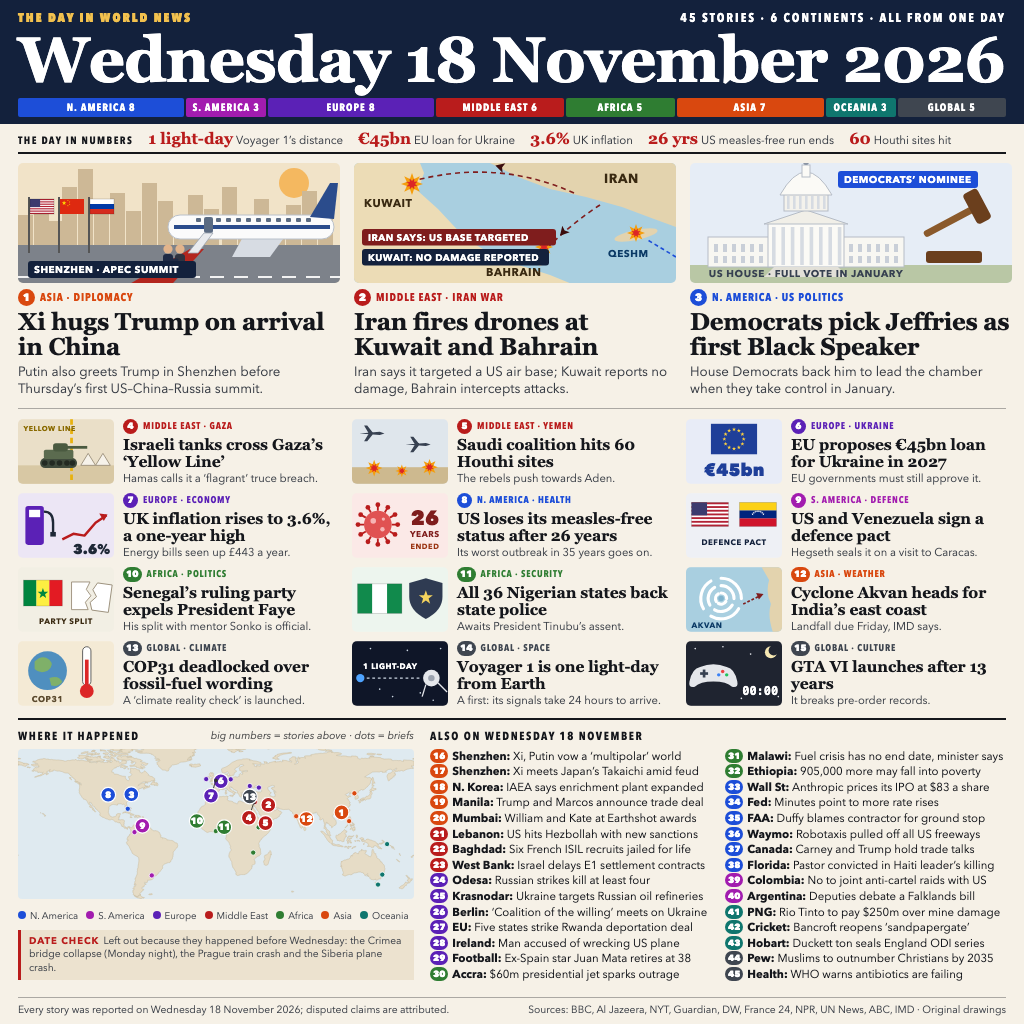 THE DAY IN WORLD NEWS
45 STORIES · 6 CONTINENTS · ALL FROM ONE DAY
Wednesday 18 November 2026
N. AMERICA 8
S. AMERICA 3
EUROPE 8
MIDDLE EAST 6
AFRICA 5
ASIA 7
OCEANIA 3
GLOBAL 5
THE DAY IN NUMBERS
1 light-day Voyager 1's distance
€45bn EU loan for Ukraine
3.6% UK inflation
26 yrs US measles-free run ends
60 Houthi sites hit
SHENZHEN · APEC SUMMIT
1 ASIA · DIPLOMACY
Xi hugs Trump on arrival
in China
Putin also greets Trump in Shenzhen before
Thursday's first US–China–Russia summit.
KUWAIT
IRAN
IRAN SAYS: US BASE TARGETED
KUWAIT: NO DAMAGE REPORTED
BAHRAIN
QESHM
2 MIDDLE EAST · IRAN WAR
Iran fires drones at
Kuwait and Bahrain
Iran says it targeted a US air base; Kuwait reports no
damage, Bahrain intercepts attacks.
DEMOCRATS' NOMINEE
US HOUSE · FULL VOTE IN JANUARY
3 N. AMERICA · US POLITICS
Democrats pick Jeffries as
first Black Speaker
House Democrats back him to lead the chamber
when they take control in January.
YELLOW LINE
4 MIDDLE EAST · GAZA
Israeli tanks cross Gaza's
‘Yellow Line’
Hamas calls it a ‘flagrant’ truce breach.
5 MIDDLE EAST · YEMEN
Saudi coalition hits 60
Houthi sites
The rebels push towards Aden.
€45bn
6 EUROPE · UKRAINE
EU proposes €45bn loan
for Ukraine in 2027
EU governments must still approve it.
3.6%
7 EUROPE · ECONOMY
UK inflation rises to 3.6%,
a one-year high
Energy bills seen up £443 a year.
26
YEARS
ENDED
8 N. AMERICA · HEALTH
US loses its measles-free
status after 26 years
Its worst outbreak in 35 years goes on.
DEFENCE PACT
9 S. AMERICA · DEFENCE
US and Venezuela sign a
defence pact
Hegseth seals it on a visit to Caracas.
PARTY SPLIT
10 AFRICA · POLITICS
Senegal's ruling party
expels President Faye
His split with mentor Sonko is official.
11 AFRICA · SECURITY
All 36 Nigerian states back
state police
Awaits President Tinubu's assent.
AKVAN
12 ASIA · WEATHER
Cyclone Akvan heads for
India's east coast
Landfall due Friday, IMD says.
COP31
13 GLOBAL · CLIMATE
COP31 deadlocked over
fossil-fuel wording
A ‘climate reality check’ is launched.
1 LIGHT-DAY
14 GLOBAL · SPACE
Voyager 1 is one light-day
from Earth
A first: its signals take 24 hours to arrive.
00:00
15 GLOBAL · CULTURE
GTA VI launches after 13
years
It breaks pre-order records.
WHERE IT HAPPENED
big numbers = stories above · dots = briefs
8 3 9 6 7 13 2 4 5 10 11 12 1
N. America
S. America
Europe
Middle East
Africa
Asia
Oceania
DATE CHECK Left out because they happened before Wednesday: the Crimea
bridge collapse (Monday night), the Prague train crash and the Siberia plane
crash.
ALSO ON WEDNESDAY 18 NOVEMBER
16 Shenzhen: Xi, Putin vow a ‘multipolar’ world
17 Shenzhen: Xi meets Japan's Takaichi amid feud
18 N. Korea: IAEA says enrichment plant expanded
19 Manila: Trump and Marcos announce trade deal
20 Mumbai: William and Kate at Earthshot awards
21 Lebanon: US hits Hezbollah with new sanctions
22 Baghdad: Six French ISIL recruits jailed for life
23 West Bank: Israel delays E1 settlement contracts
24 Odesa: Russian strikes kill at least four
25 Krasnodar: Ukraine targets Russian oil refineries
26 Berlin: ‘Coalition of the willing’ meets on Ukraine
27 EU: Five states strike Rwanda deportation deal
28 Ireland: Man accused of wrecking US plane
29 Football: Ex-Spain star Juan Mata retires at 38
30 Accra: $60m presidential jet sparks outrage
31 Malawi: Fuel crisis has no end date, minister says
32 Ethiopia: 905,000 more may fall into poverty
33 Wall St: Anthropic prices its IPO at $83 a share
34 Fed: Minutes point to more rate rises
35 FAA: Duffy blames contractor for ground stop
36 Waymo: Robotaxis pulled off all US freeways
37 Canada: Carney and Trump hold trade talks
38 Florida: Pastor convicted in Haiti leader's killing
39 Colombia: No to joint anti-cartel raids with US
40 Argentina: Deputies debate a Falklands bill
41 PNG: Rio Tinto to pay $250m over mine damage
42 Cricket: Bancroft reopens ‘sandpapergate’
43 Hobart: Duckett ton seals England ODI series
44 Pew: Muslims to outnumber Christians by 2035
45 Health: WHO warns antibiotics are failing
Every story was reported on Wednesday 18 November 2026; disputed claims are attributed.
Sources: BBC, Al Jazeera, NYT, Guardian, DW, France 24, NPR, UN News, ABC, IMD · Original drawings